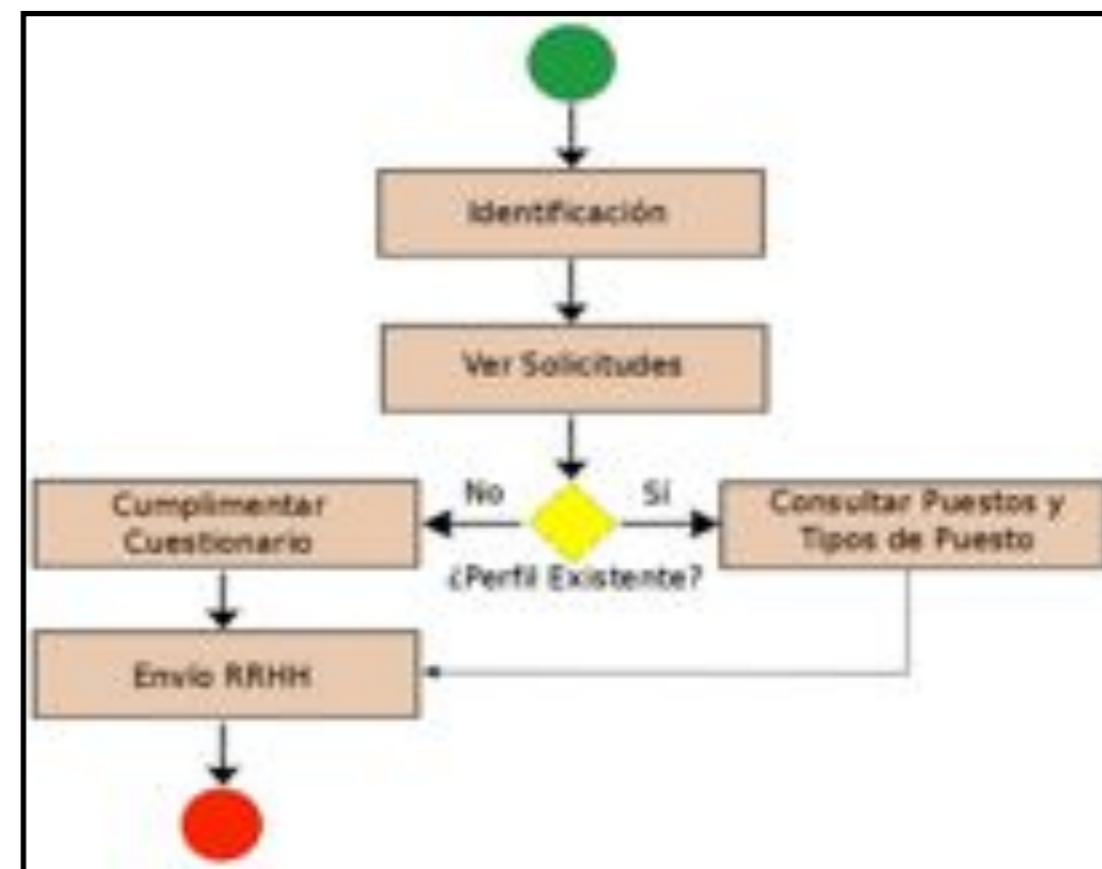 Identificación
Ver Solicitudes
No
Sí
Cumplimentar
Cuestionario
¿Perfil Existente?
Consultar Puestos y
Tipos de Puesto
Envío RRHH